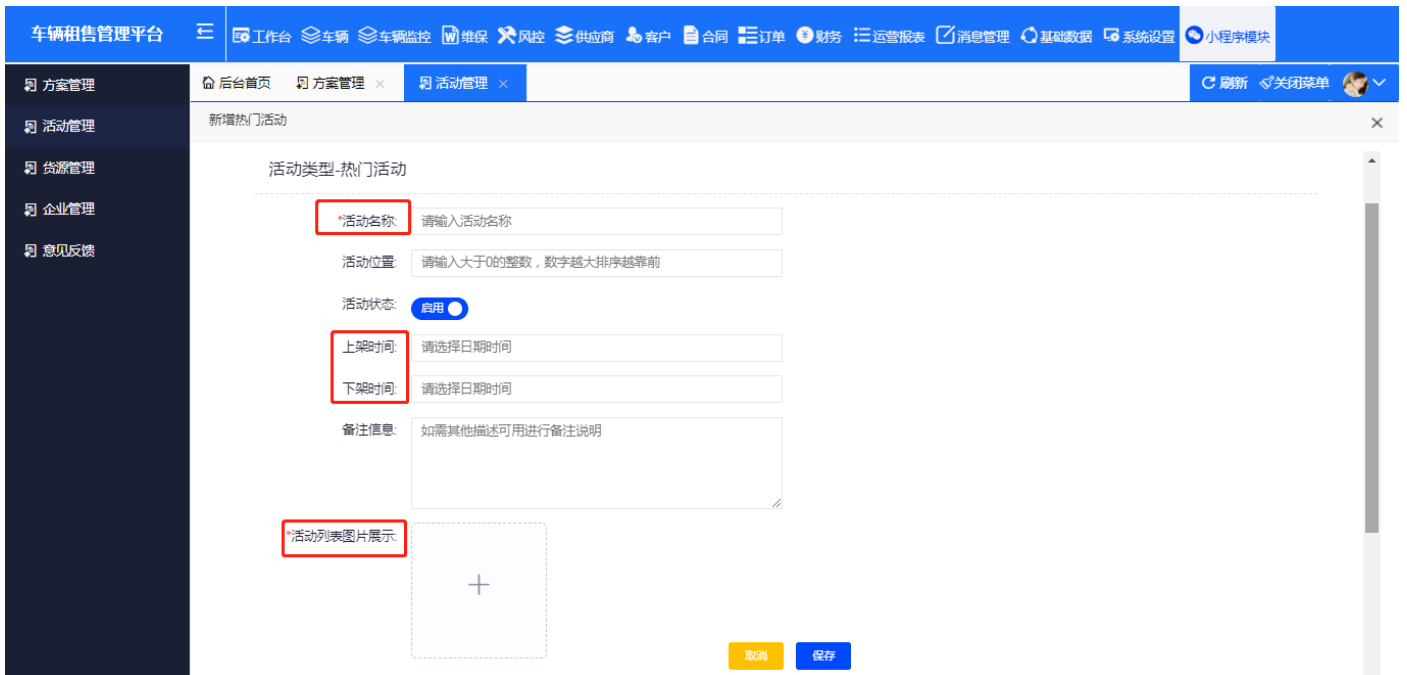 车辆租售管理平台
工作台 车辆 车辆监控 维保 风控 供应商 客户 合同 订单 财务 运营报表 消息管理 基础数据 系统设置 小程序模块
方案管理
活动管理
货源管理
企业管理
意见反馈
后台首页 方案管理 活动管理 刷新 关闭菜单
新增热门活动
活动类型-热门活动
*活动名称: 请输入活动名称
活动位置: 请输入大于0的整数，数字越大排序越靠前
活动状态: 启用
上架时间: 请选择日期时间
下架时间: 请选择日期时间
备注信息: 如需其他描述可用进行备注说明
*活动列表图片展示:
取消 保存